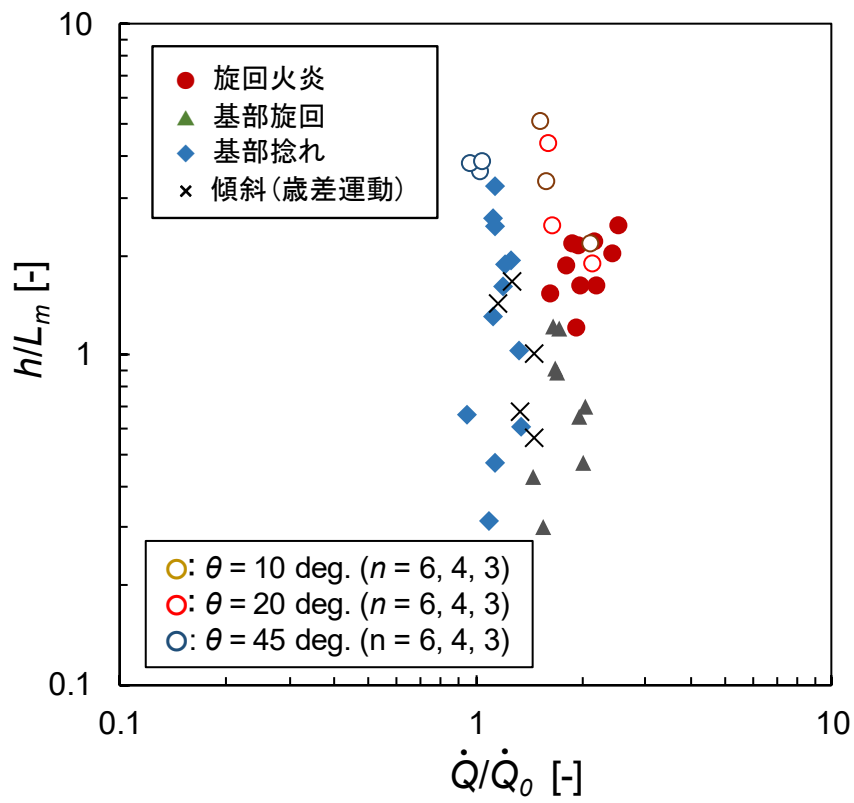 10
旋回火炎
基部旋回
基部捻れ
傾斜（歳差運動）
h/Lm [-]
1
: θ = 10 deg. (n = 6, 4, 3)
: θ = 20 deg. (n = 6, 4, 3)
: θ = 45 deg. (n = 6, 4, 3)
0.1
0.1 1 10
Q̇/Q̇0 [-]